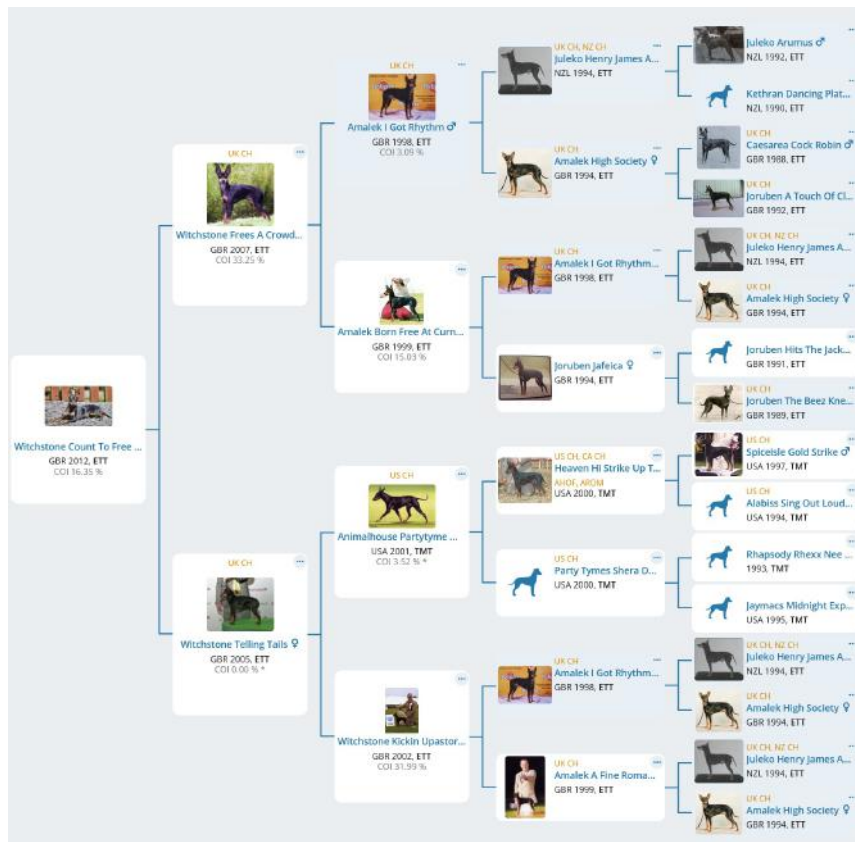 Witchstone Count To Free ...
GBR 2012, ETT
COI 16.35 %
UK CH
Witchstone Frees A Crowd...
GBR 2007, ETT
COI 33.25 %
UK CH
Witchstone Telling Tails ♀
GBR 2005, ETT
COI 0.00 % *
UK CH
Amalek I Got Rhythm ♂
GBR 1998, ETT
COI 3.09 %
Amalek Born Free At Curn...
GBR 1999, ETT
COI 15.03 %
US CH
Animalhouse Partytyme ...
USA 2001, TMT
COI 3.52 % *
Witchstone Kickin Upastor...
GBR 2002, ETT
COI 31.99 %
UK CH, NZ CH
Juleko Henry James A...
NZL 1994, ETT
UK CH
Amalek High Society ♀
GBR 1994, ETT
UK CH
Amalek I Got Rhythm...
GBR 1998, ETT
Joruben Jafeica ♀
GBR 1994, ETT
US CH, CA CH
Heaven Hi Strike Up T...
AHOF, AROM
USA 2000, TMT
US CH
Party Tymes Shera D...
USA 2000, TMT
UK CH
Amalek I Got Rhythm...
GBR 1998, ETT
UK CH
Amalek A Fine Roma...
GBR 1999, ETT
Juleko Arumus ♂
NZL 1992, ETT
Kethran Dancing Plat...
NZL 1990, ETT
UK CH
Caesarea Cock Robin ♂
GBR 1988, ETT
UK CH
Joruben A Touch Of Cl...
GBR 1992, ETT
UK CH, NZ CH
Juleko Henry James A...
NZL 1994, ETT
UK CH
Amalek High Society ♀
GBR 1994, ETT
Joruben Hits The Jack...
GBR 1991, ETT
UK CH
Joruben The Beez Kne...
GBR 1989, ETT
US CH
Spiceisle Gold Strike ♂
USA 1997, TMT
US CH
Alabiss Sing Out Loud...
USA 1994, TMT
Rhapsody Rhexx Nee ...
1993, TMT
Jaymacs Midnight Exp...
USA 1995, TMT
UK CH, NZ CH
Juleko Henry James A...
NZL 1994, ETT
UK CH
Amalek High Society ♀
GBR 1994, ETT
UK CH, NZ CH
Juleko Henry James A...
NZL 1994, ETT
UK CH
Amalek High Society ♀
GBR 1994, ETT